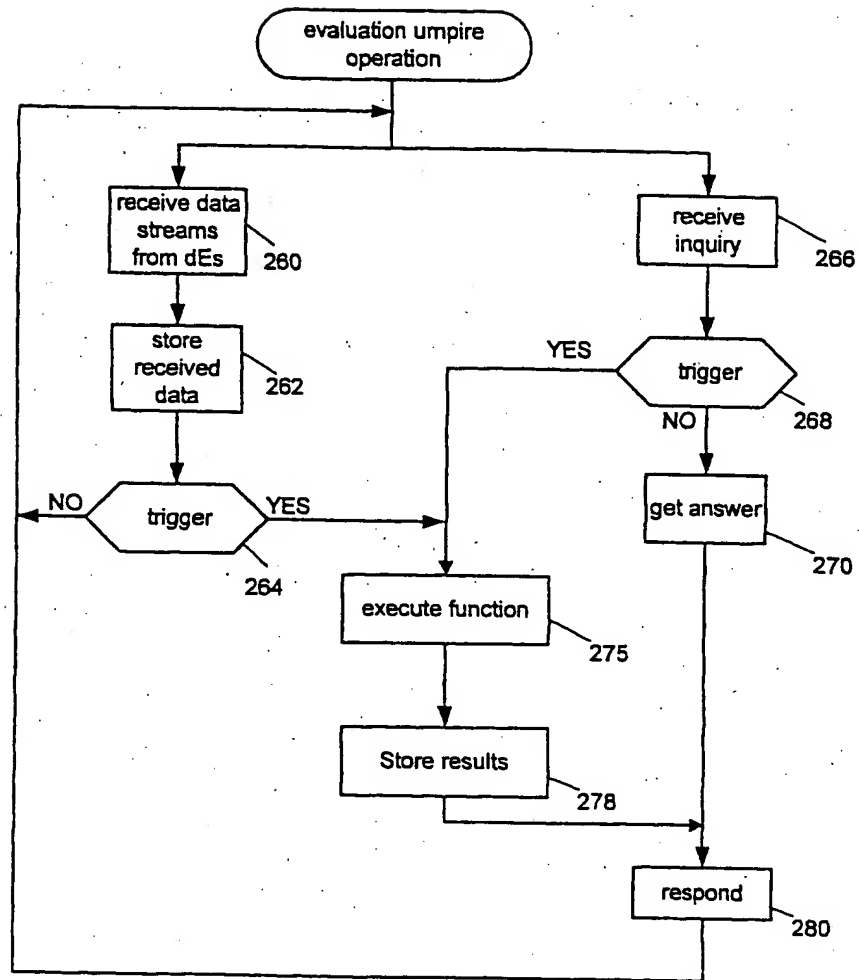 evaluation umpire
operation
receive data
streams
from dEs
260
receive
inquiry
266
store
received
data
262
YES
trigger
268
NO
NO
trigger
YES
264
get answer
270
execute function
275
Store results
278
respond
280